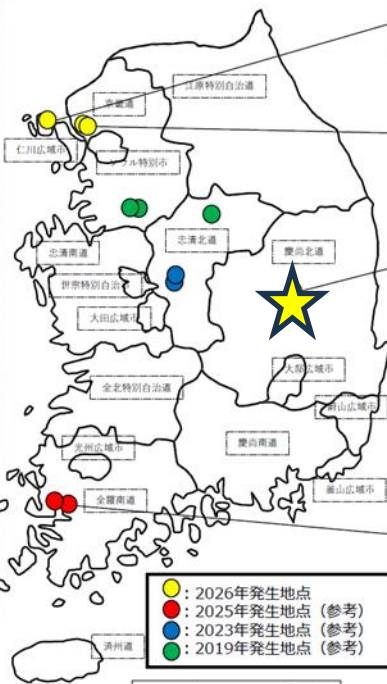 江原特別自治道
京畿道
仁川広域市
ソウル特別市
忠清北道
忠清南道
慶尚北道
世宗特別自治市
大田広域市
大邱広域市
全北特別自治道
蔚山広域市
光州広域市
慶尚南道
全羅南道
釜山広域市
：2026年発生地点
：2025年発生地点（参考）
：2023年発生地点（参考）
：2019年発生地点（参考）
済州道